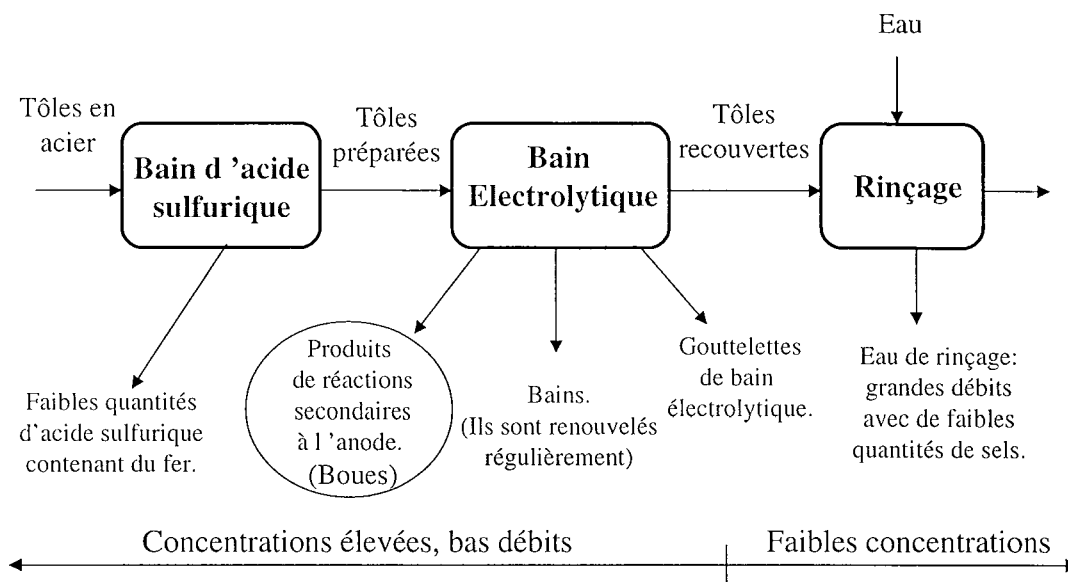 Eau
Tôles en
acier
Bain d ’acide
sulfurique
Tôles
préparées
Bain
Electrolytique
Tôles
recouvertes
Rinçage
Faibles quantités
d'acide sulfurique
contenant du fer.
Produits
de réactions
secondaires
à l ’anode.
(Boues)
Bains.
(Ils sont renouvelés
régulièrement)
Gouttelettes
de bain
électrolytique.
Eau de rinçage:
grandes débits
avec de faibles
quantités de sels.
Concentrations élevées, bas débits
Faibles concentrations